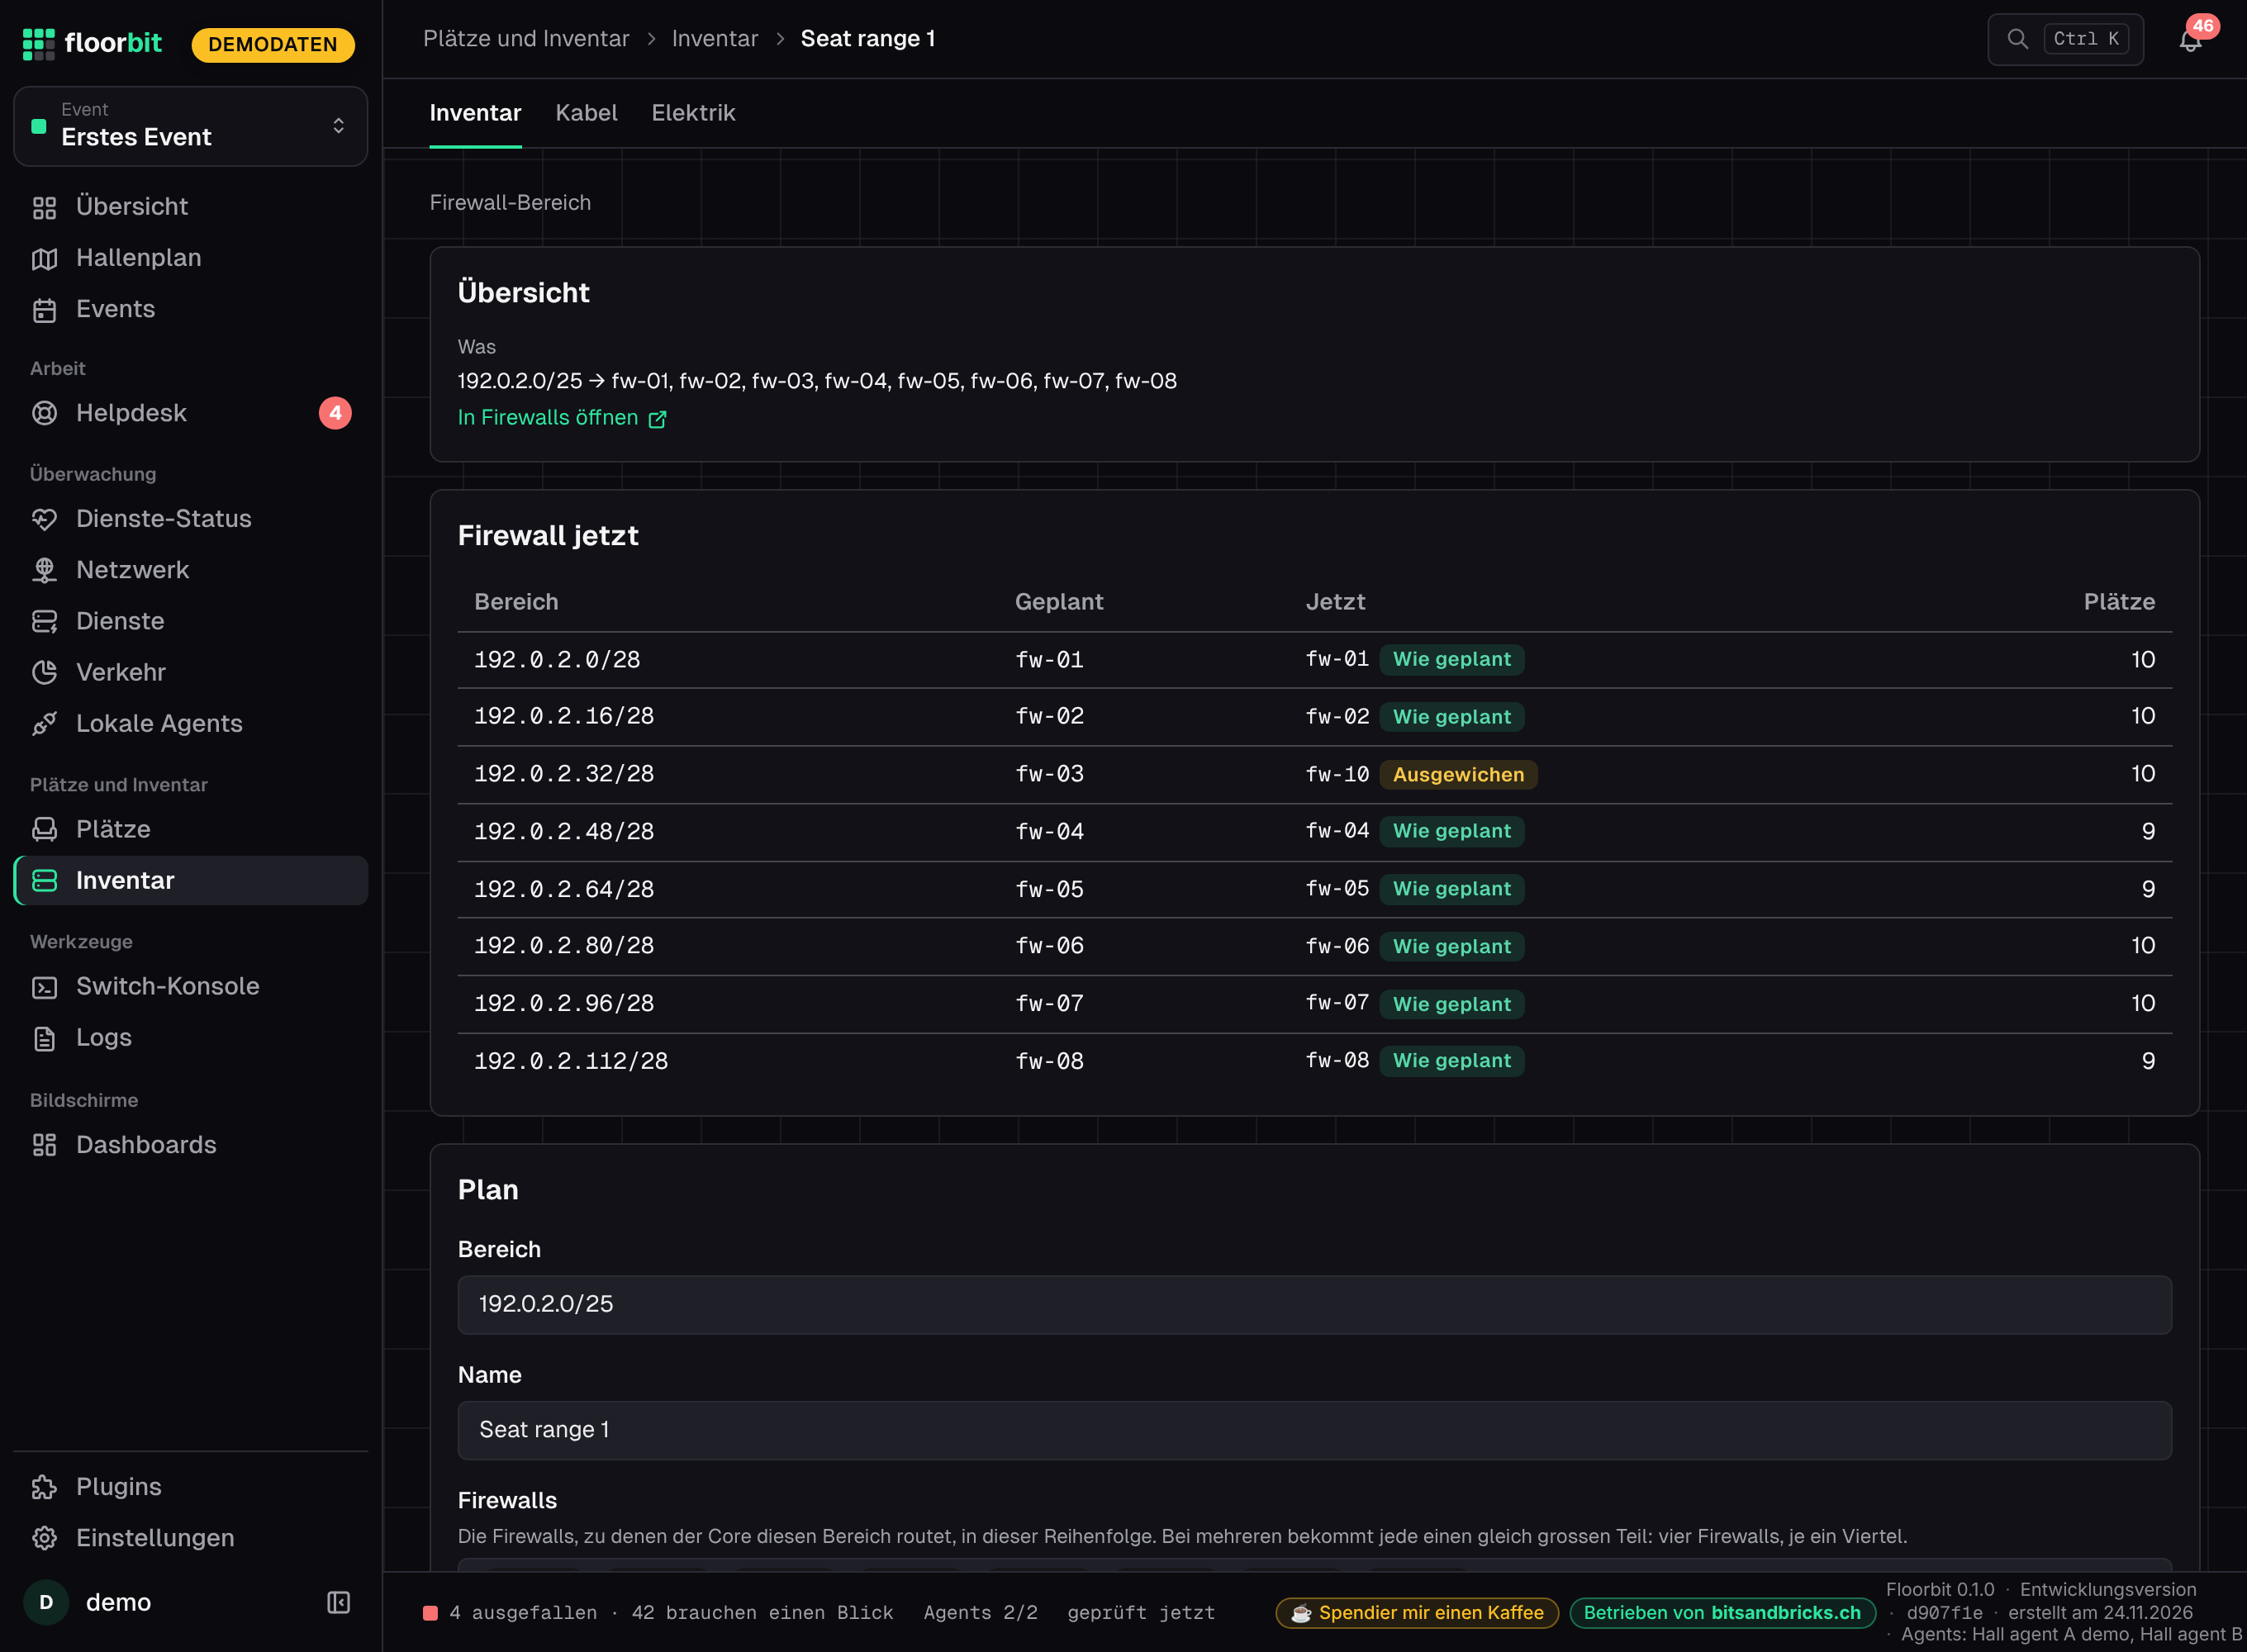 floorbit DEMODATEN
Event
Erstes Event
Übersicht
Hallenplan
Events
Arbeit
Helpdesk 4
Überwachung
Dienste-Status
Netzwerk
Dienste
Verkehr
Lokale Agents
Plätze und Inventar
Plätze
Inventar
Werkzeuge
Switch-Konsole
Logs
Bildschirme
Dashboards
Plugins
Einstellungen
D demo
Plätze und Inventar > Inventar > Seat range 1
Ctrl K
46
Inventar Kabel Elektrik
Firewall-Bereich
Übersicht
Was
192.0.2.0/25 → fw-01, fw-02, fw-03, fw-04, fw-05, fw-06, fw-07, fw-08
In Firewalls öffnen
Firewall jetzt
Bereich Geplant Jetzt Plätze
192.0.2.0/28 fw-01 fw-01 Wie geplant 10
192.0.2.16/28 fw-02 fw-02 Wie geplant 10
192.0.2.32/28 fw-03 fw-10 Ausgewichen 10
192.0.2.48/28 fw-04 fw-04 Wie geplant 9
192.0.2.64/28 fw-05 fw-05 Wie geplant 9
192.0.2.80/28 fw-06 fw-06 Wie geplant 10
192.0.2.96/28 fw-07 fw-07 Wie geplant 10
192.0.2.112/28 fw-08 fw-08 Wie geplant 9
Plan
Bereich
192.0.2.0/25
Name
Seat range 1
Firewalls
Die Firewalls, zu denen der Core diesen Bereich routet, in dieser Reihenfolge. Bei mehreren bekommt jede einen gleich grossen Teil: vier Firewalls, je ein Viertel.
4 ausgefallen · 42 brauchen einen Blick Agents 2/2 geprüft jetzt
☕ Spendier mir einen Kaffee
Betrieben von bitsandbricks.ch
Floorbit 0.1.0 · Entwicklungsversion
· d907f1e · erstellt am 24.11.2026
· Agents: Hall agent A demo, Hall agent B